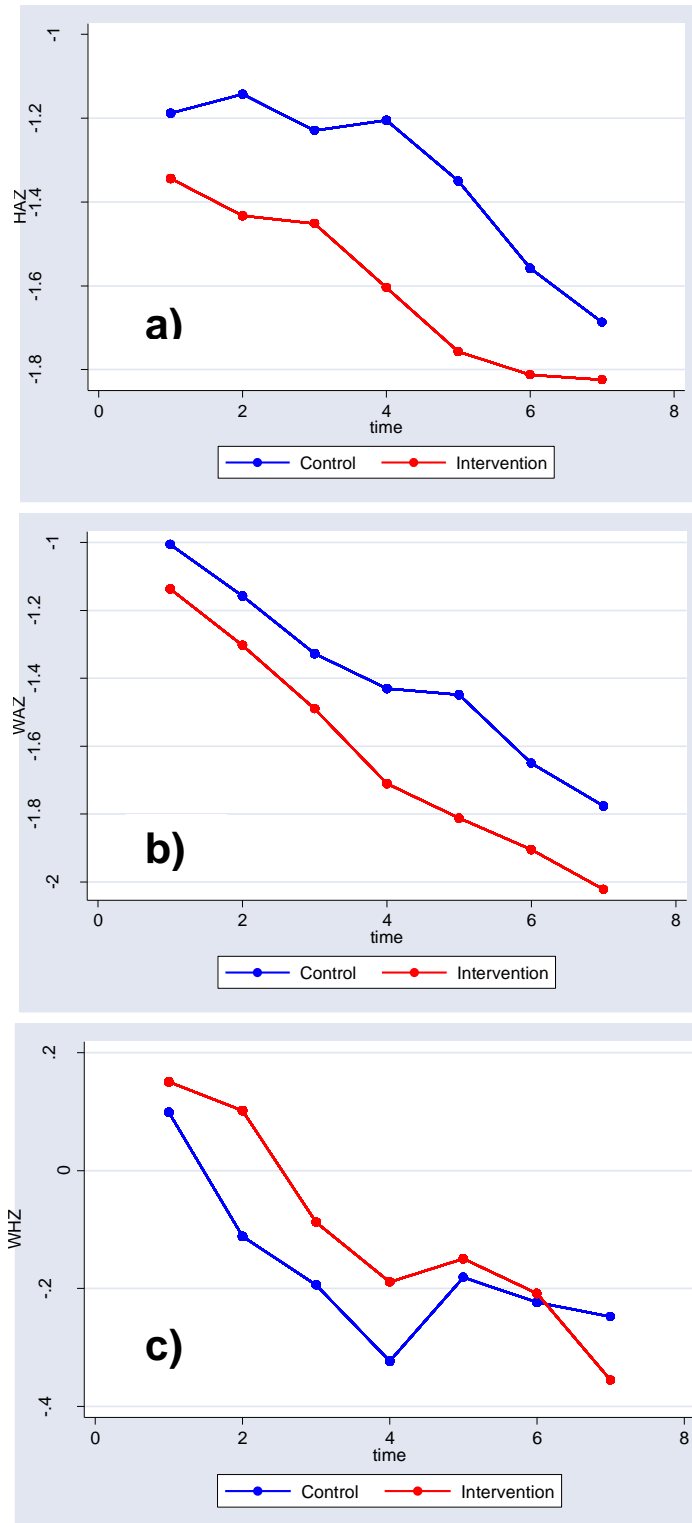 -1
-1.2
-1.4
-1.6
-1.8
HAZ
a)
0 2 4 6 8
time
Control Intervention
-1
-1.2
-1.4
-1.6
-1.8
-2
WAZ
b)
0 2 4 6 8
time
Control Intervention
.2
0
-.2
-.4
WHZ
c)
0 2 4 6 8
time
Control Intervention